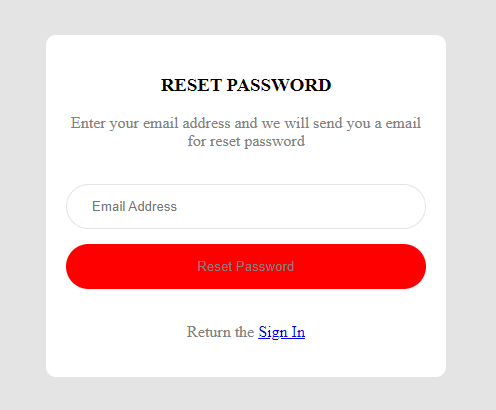 RESET PASSWORD
Enter your email address and we will send you a email
for reset password
Email Address
Reset Password
Return the Sign In